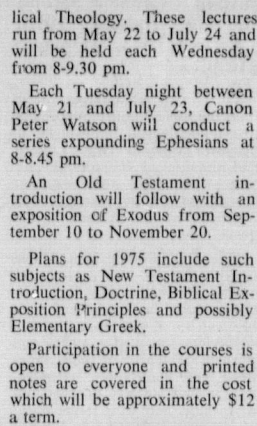 lical Theology. These lectures
run from May 22 to July 24 and
will be held each Wednesday
from 8-9.30 pm.
Each Tuesday night between
May 21 and July 23, Canon
Peter Watson will conduct a
series expounding Ephesians at
8-8.45 pm.
An Old Testament in-
troduction will follow with an
exposition of Exodus from Sep-
tember 10 to November 20.
Plans for 1975 include such
subjects as New Testament In-
troduction, Doctrine, Biblical Ex-
position Principles and possibly
Elementary Greek.
Participation in the courses is
open to everyone and printed
notes are covered in the cost
which will be approximately $12
a term.